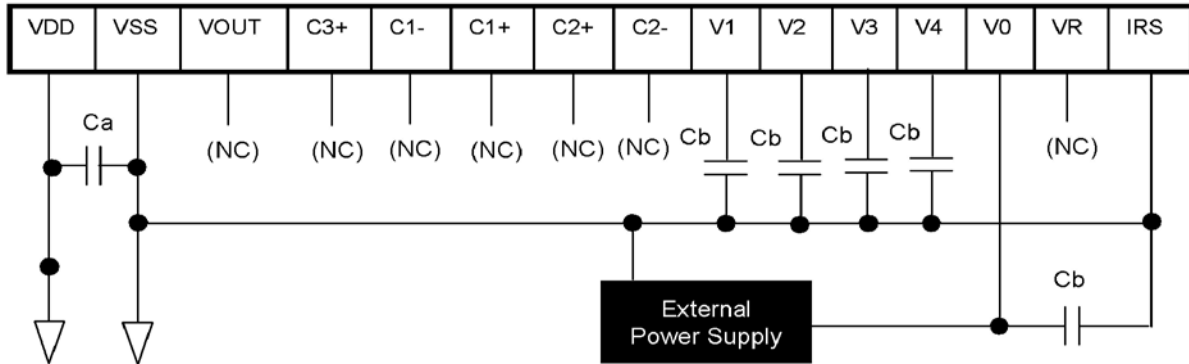 VDD VSS VOUT C3+ C1- C1+ C2+ C2- V1 V2 V3 V4 V0 VR IRS
Ca
(NC) (NC) (NC) (NC) (NC) (NC) Cb Cb Cb Cb (NC)
External
Power Supply
Cb